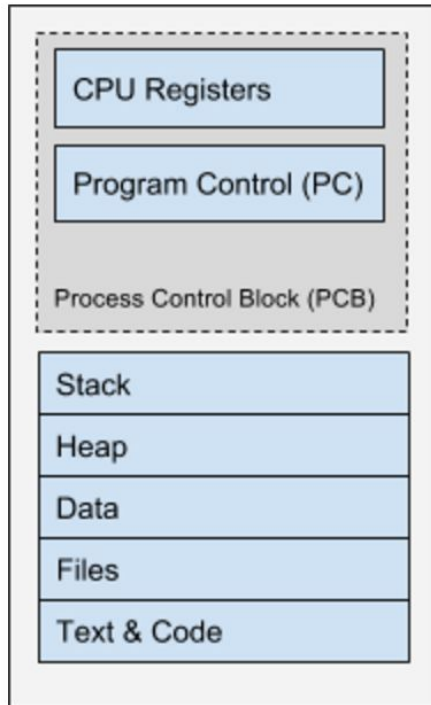 CPU Registers
Program Control (PC)
Process Control Block (PCB)
Stack
Heap
Data
Files
Text & Code